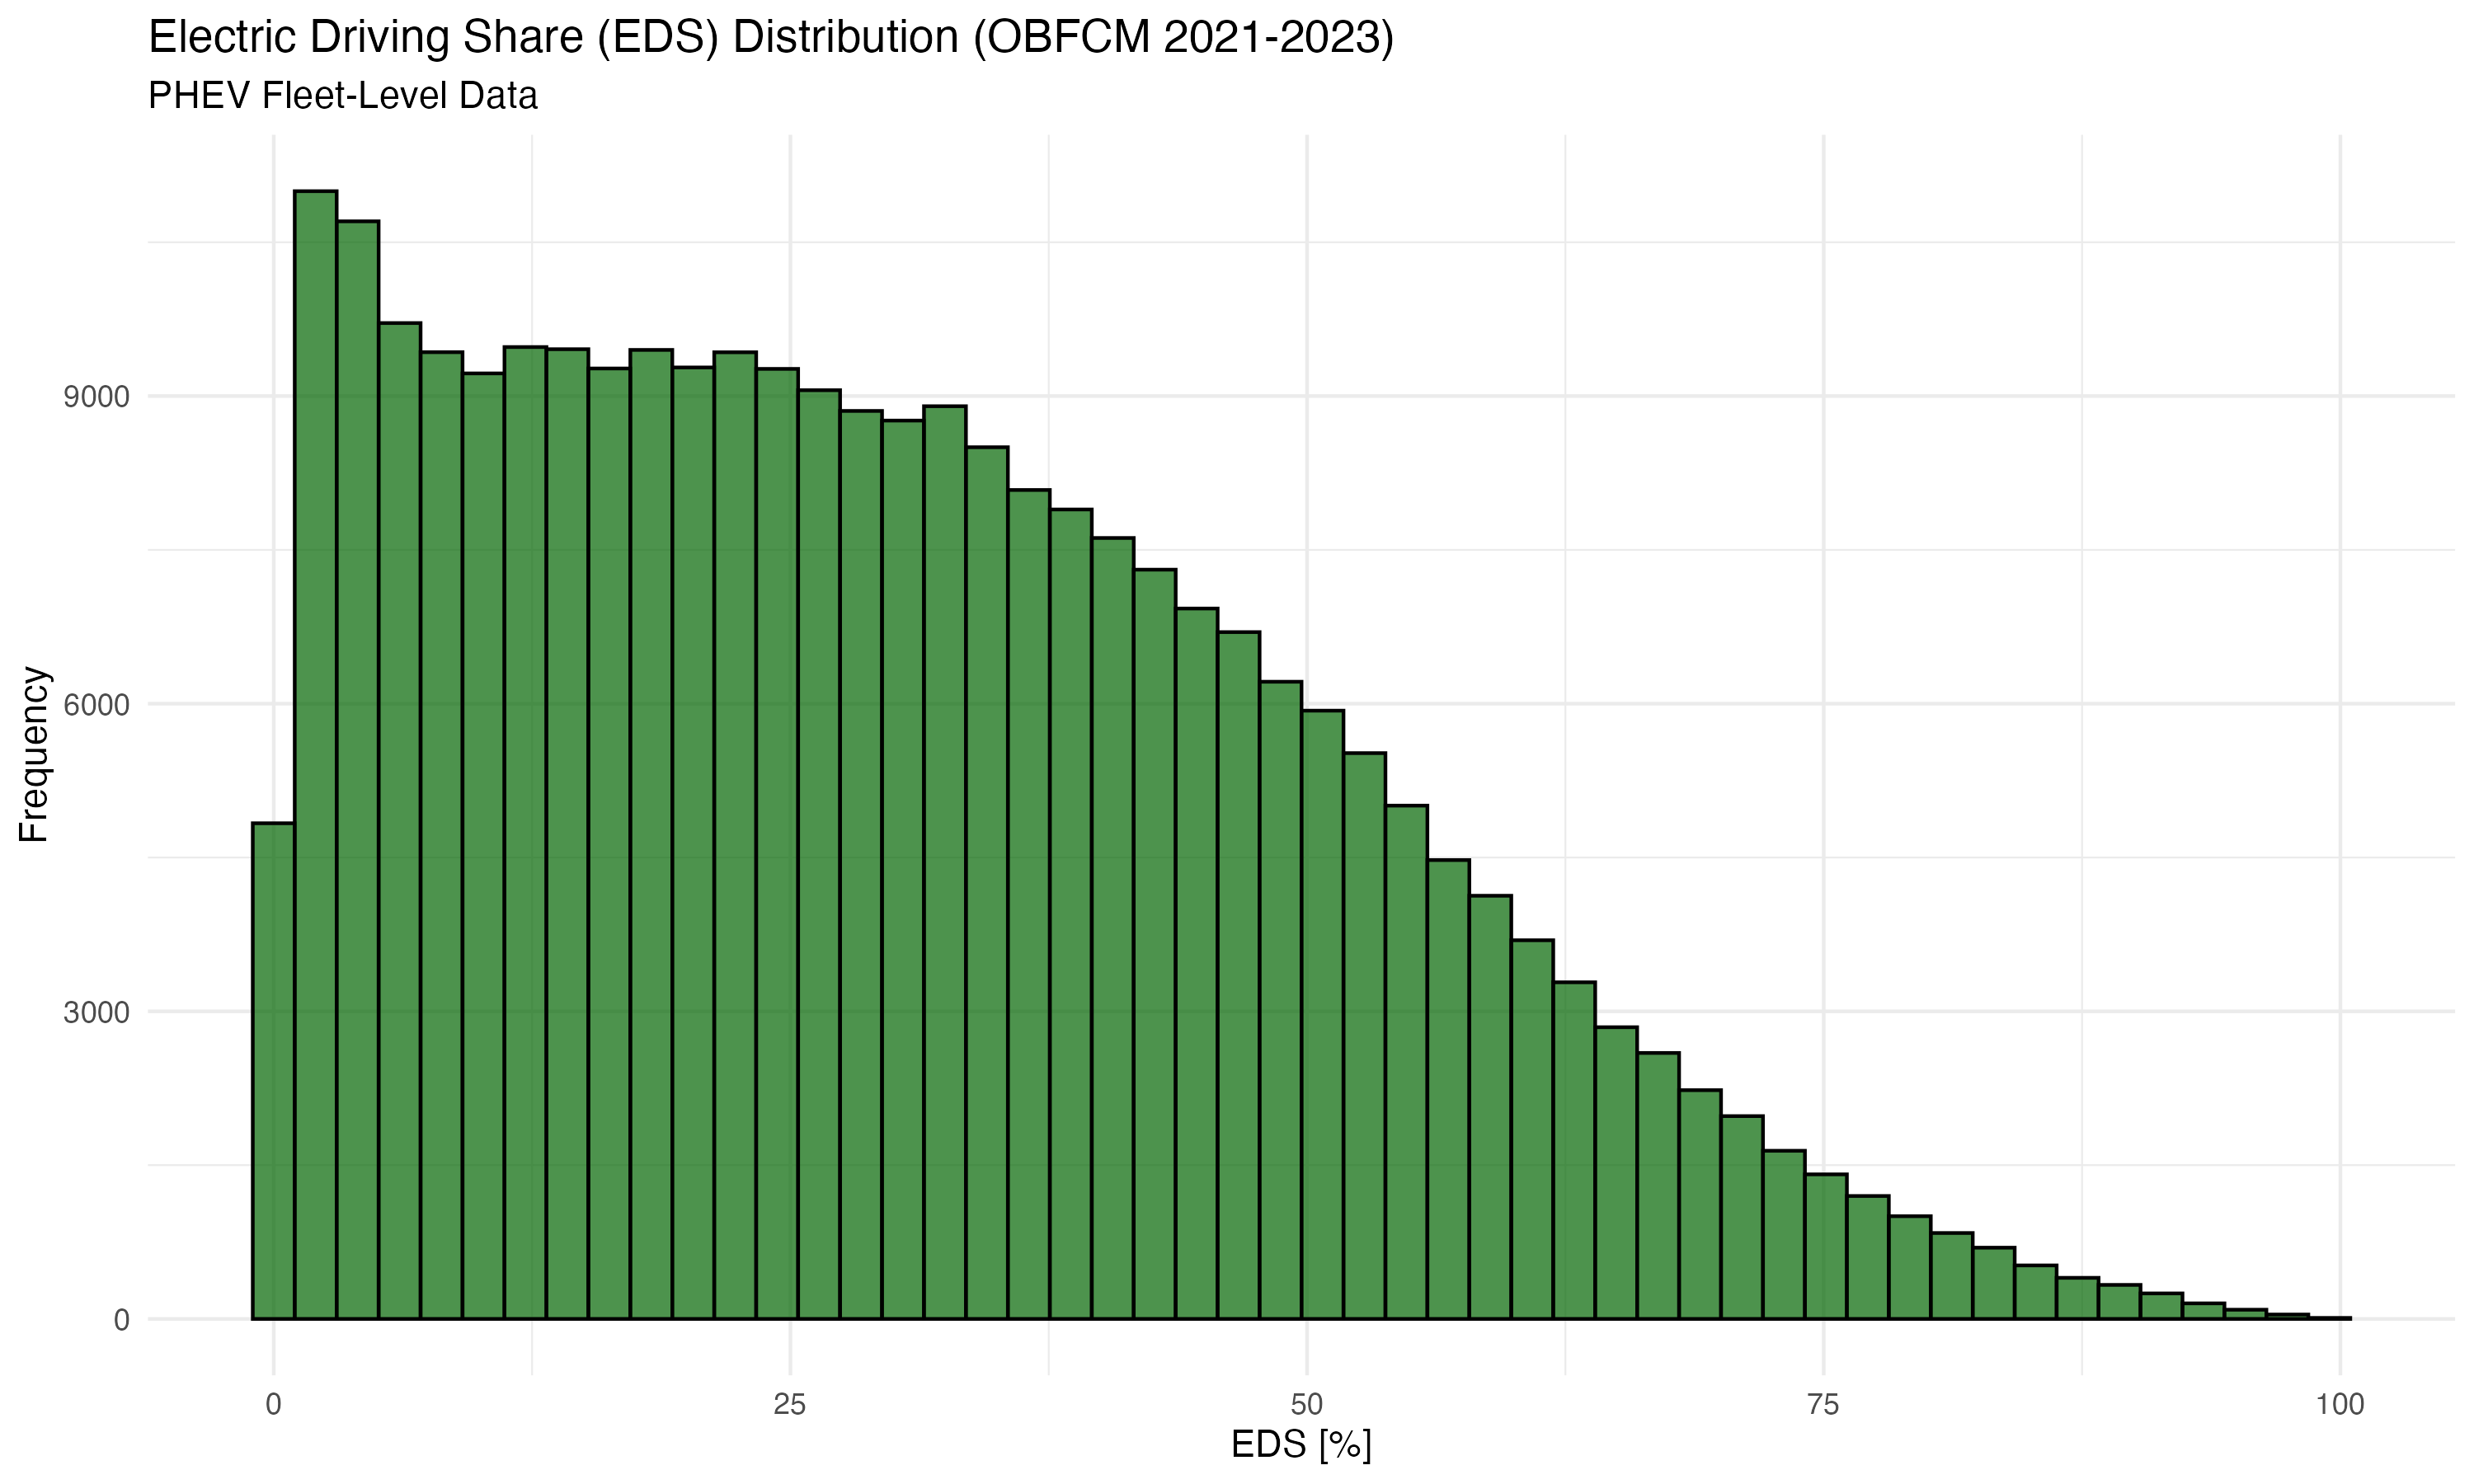 Electric Driving Share (EDS) Distribution (OBFCM 2021-2023)
PHEV Fleet-Level Data
Frequency
9000
6000
3000
0
0 25 50 75 100
EDS [%]